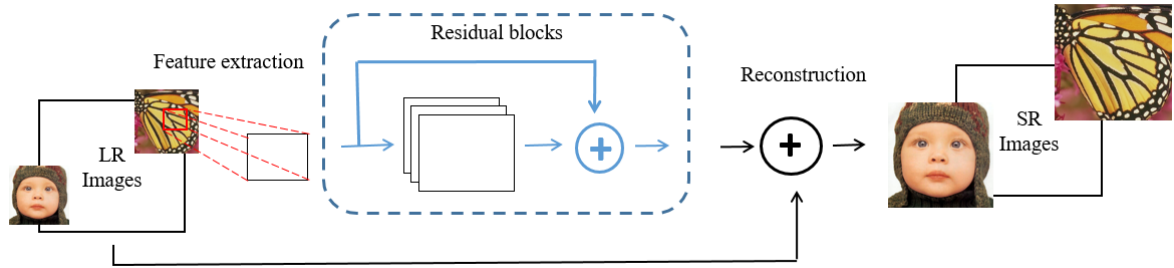 Residual blocks
Feature extraction
Reconstruction
LR
Images
+
+
SR
Images